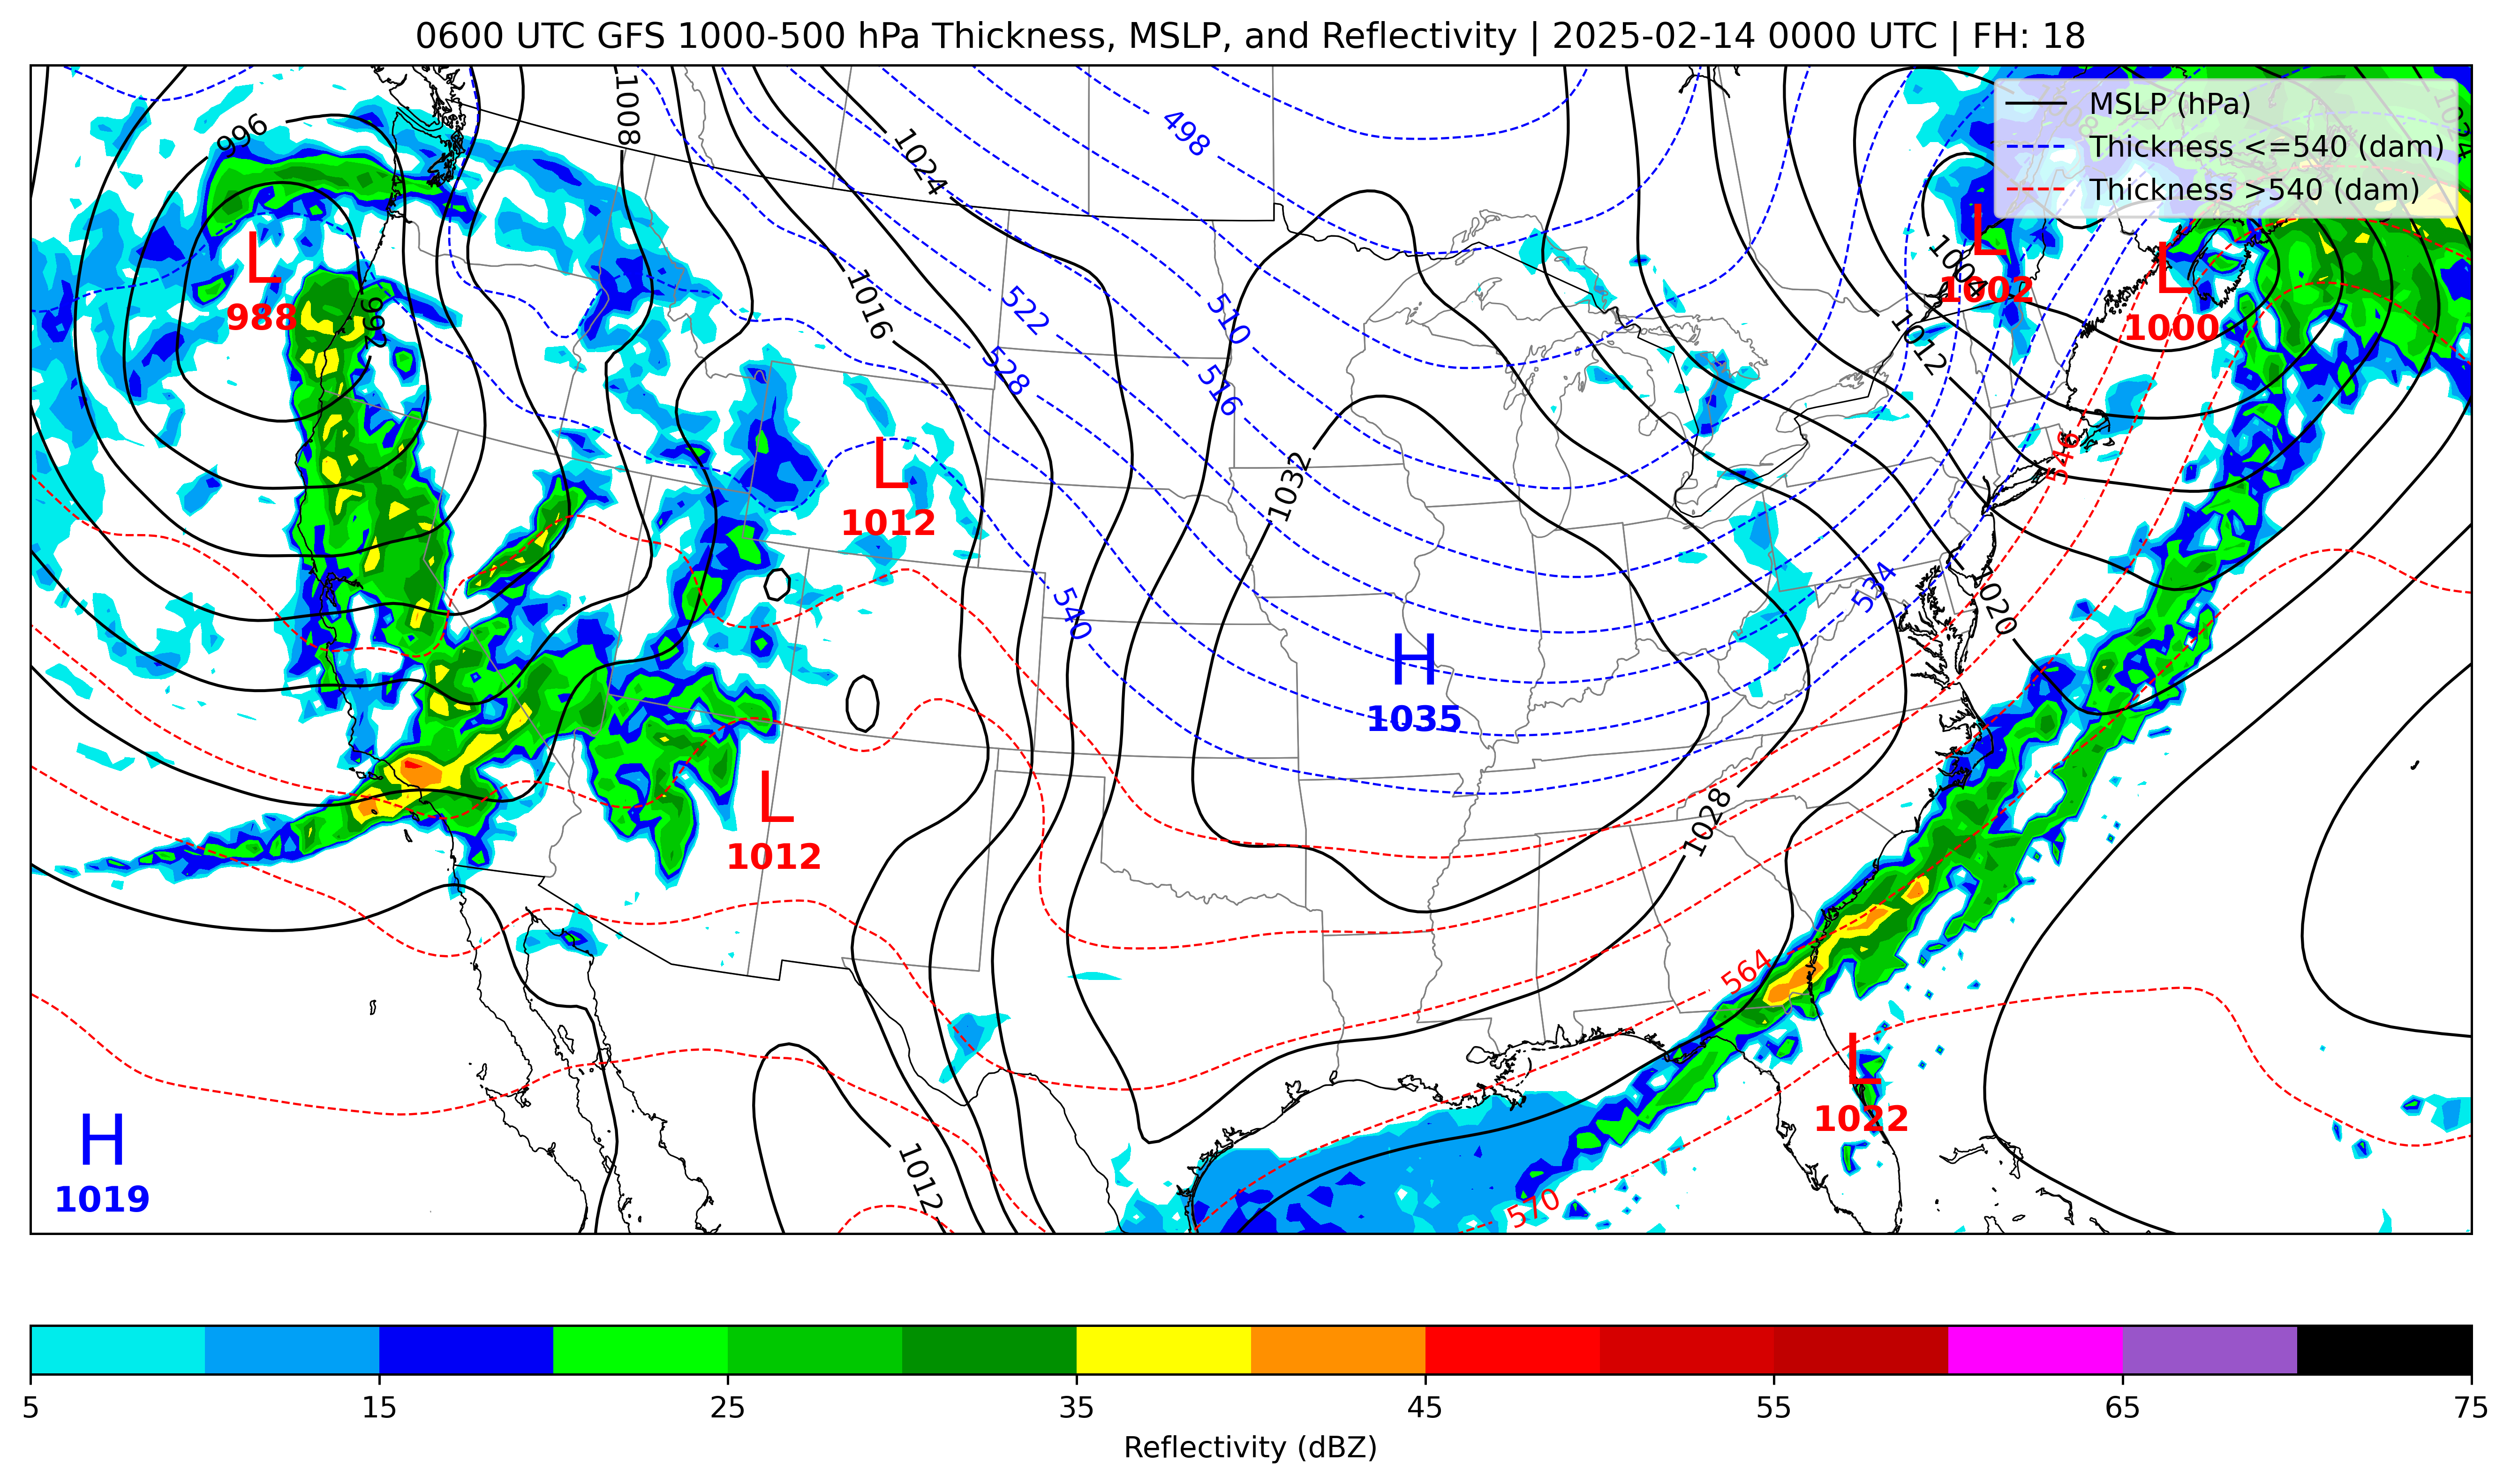 0600 UTC GFS 1000-500 hPa Thickness, MSLP, and Reflectivity | 2025-02-14 0000 UTC | FH: 18
MSLP (hPa)
Thickness <=540 (dam)
Thickness >540 (dam)
996
1008
1024
498
L
988
992
1016
522
510
528
516
L
1002
1004
L
1000
1012
L
1012
1032
546
540
534
1020
H
1035
L
1012
1028
564
L
1022
H
1019
1012
570
5
15
25
35
45
55
65
75
Reflectivity (dBZ)